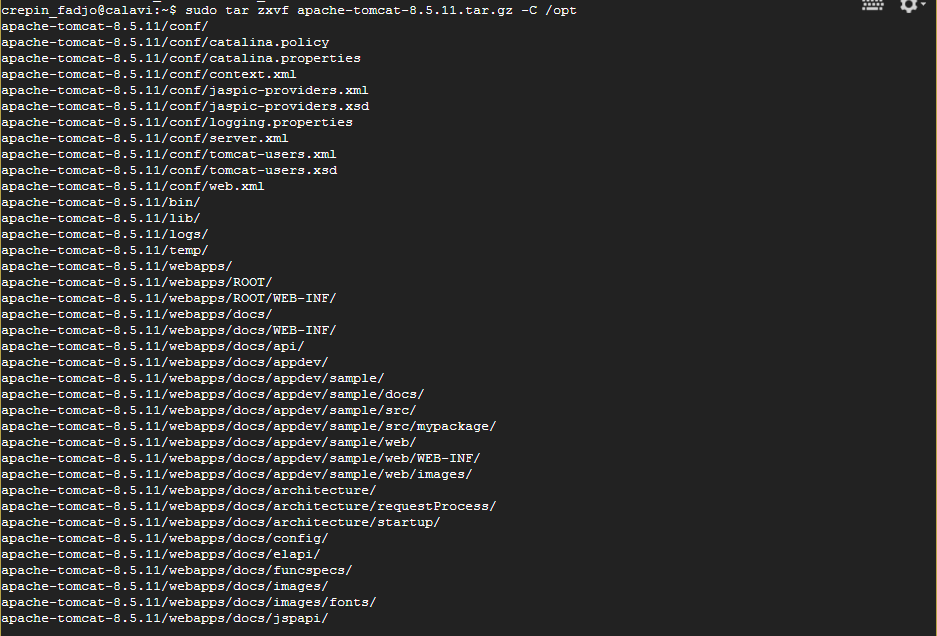 crepin_fadjo@calavi:~$ sudo tar zxvf apache-tomcat-8.5.11.tar.gz -C /opt
apache-tomcat-8.5.11/conf/
apache-tomcat-8.5.11/conf/catalina.policy
apache-tomcat-8.5.11/conf/catalina.properties
apache-tomcat-8.5.11/conf/context.xml
apache-tomcat-8.5.11/conf/jaspic-providers.xml
apache-tomcat-8.5.11/conf/jaspic-providers.xsd
apache-tomcat-8.5.11/conf/logging.properties
apache-tomcat-8.5.11/conf/server.xml
apache-tomcat-8.5.11/conf/tomcat-users.xml
apache-tomcat-8.5.11/conf/tomcat-users.xsd
apache-tomcat-8.5.11/conf/web.xml
apache-tomcat-8.5.11/bin/
apache-tomcat-8.5.11/lib/
apache-tomcat-8.5.11/logs/
apache-tomcat-8.5.11/temp/
apache-tomcat-8.5.11/webapps/
apache-tomcat-8.5.11/webapps/ROOT/
apache-tomcat-8.5.11/webapps/ROOT/WEB-INF/
apache-tomcat-8.5.11/webapps/docs/
apache-tomcat-8.5.11/webapps/docs/WEB-INF/
apache-tomcat-8.5.11/webapps/docs/api/
apache-tomcat-8.5.11/webapps/docs/appdev/
apache-tomcat-8.5.11/webapps/docs/appdev/sample/
apache-tomcat-8.5.11/webapps/docs/appdev/sample/docs/
apache-tomcat-8.5.11/webapps/docs/appdev/sample/src/
apache-tomcat-8.5.11/webapps/docs/appdev/sample/src/mypackage/
apache-tomcat-8.5.11/webapps/docs/appdev/sample/web/
apache-tomcat-8.5.11/webapps/docs/appdev/sample/web/WEB-INF/
apache-tomcat-8.5.11/webapps/docs/appdev/sample/web/images/
apache-tomcat-8.5.11/webapps/docs/architecture/
apache-tomcat-8.5.11/webapps/docs/architecture/requestProcess/
apache-tomcat-8.5.11/webapps/docs/architecture/startup/
apache-tomcat-8.5.11/webapps/docs/config/
apache-tomcat-8.5.11/webapps/docs/elapi/
apache-tomcat-8.5.11/webapps/docs/funcspecs/
apache-tomcat-8.5.11/webapps/docs/images/
apache-tomcat-8.5.11/webapps/docs/images/fonts/
apache-tomcat-8.5.11/webapps/docs/jspapi/